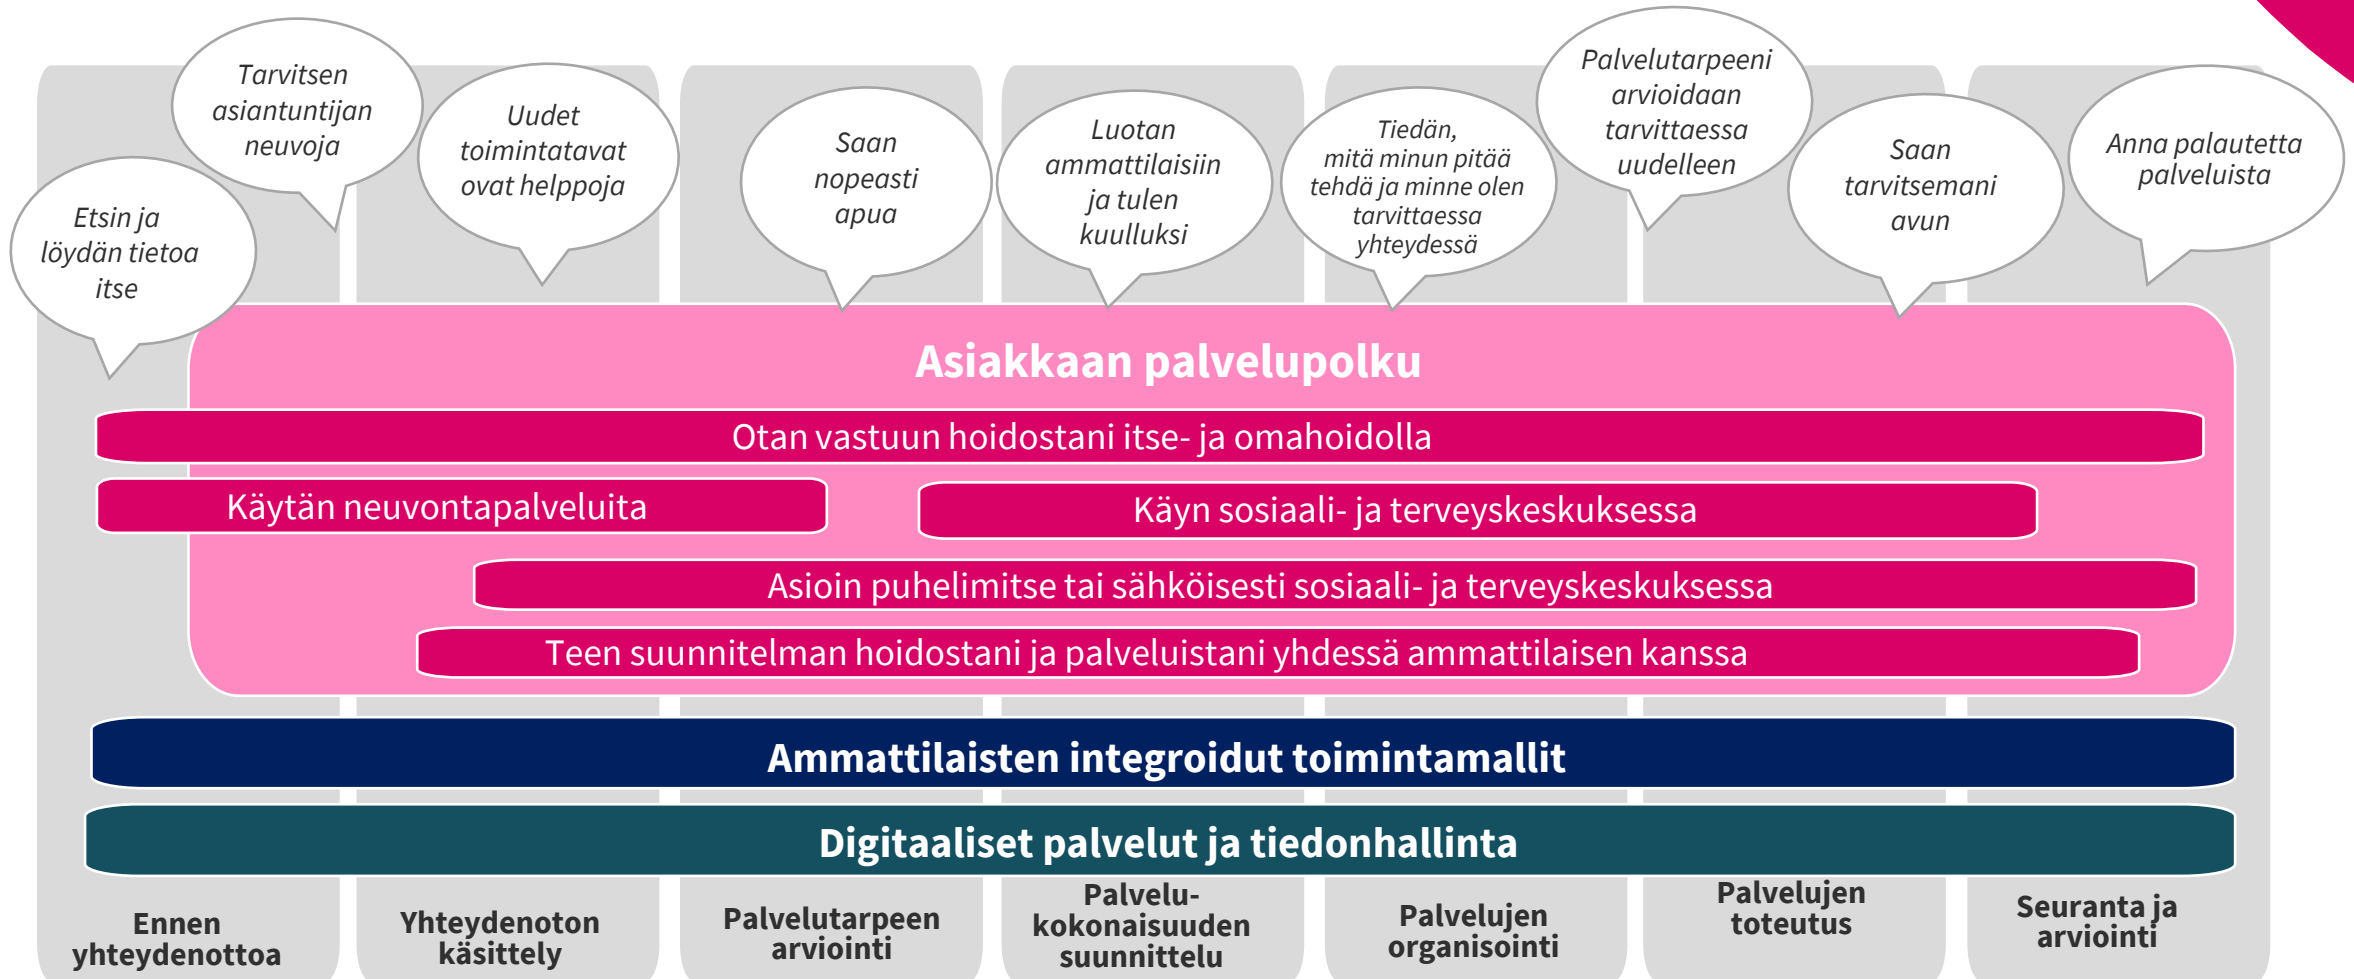 Etsin ja
löydän tietoa
itse
Tarvitsen
asiantuntijan
neuvoja
Uudet
toimintatavat
ovat helppoja
Saan
nopeasti
apua
Luotan
ammattilaisiin
ja tulen
kuulluksi
Tiedän,
mitä minun pitää
tehdä ja minne olen
tarvittaessa
yhteydessä
Palvelutarpeeni
arvioidaan
tarvittaessa
uudelleen
Saan
tarvitsemani
avun
Anna palautetta
palveluista
Asiakkaan palvelupolku
Otan vastuun hoidostani itse- ja omahoidolla
Käytän neuvontapalveluita
Käyn sosiaali- ja terveyskeskuksessa
Asioin puhelimitse tai sähköisesti sosiaali- ja terveyskeskuksessa
Teen suunnitelman hoidostani ja palveluistani yhdessä ammattilaisen kanssa
Ammattilaisten integroidut toimintamallit
Digitaaliset palvelut ja tiedonhallinta
Ennen
yhteydenottoa
Yhteydenoton
käsittely
Palvelutarpeen
arviointi
Palvelu-
kokonaisuuden
suunnittelu
Palvelujen
organisointi
Palvelujen
toteutus
Seuranta ja
arviointi